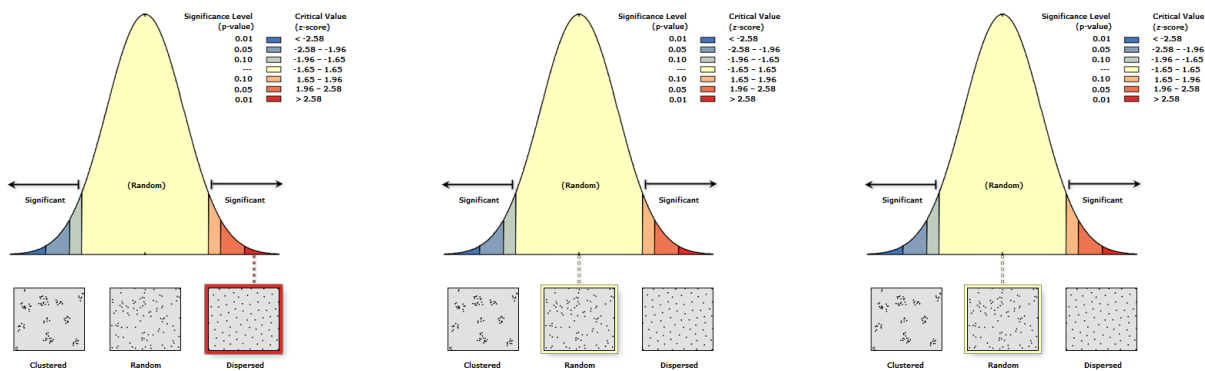 Significance Level (p-value) Critical Value (z-score)
0.01 < -2.58
0.05 -2.58 – -1.96
0.10 -1.96 – -1.65
--- -1.65 - 1.65
0.10 1.65 – 1.96
0.05 1.96 – 2.58
0.01 > 2.58
(Random)
Significant Significant
Clustered Random Dispersed
Significance Level (p-value) Critical Value (z-score)
0.01 < -2.58
0.05 -2.58 – -1.96
0.10 -1.96 – -1.65
--- -1.65 - 1.65
0.10 1.65 – 1.96
0.05 1.96 – 2.58
0.01 > 2.58
(Random)
Significant Significant
Clustered Random Dispersed
Significance Level (p-value) Critical Value (z-score)
0.01 < -2.58
0.05 -2.58 – -1.96
0.10 -1.96 – -1.65
--- -1.65 - 1.65
0.10 1.65 – 1.96
0.05 1.96 – 2.58
0.01 > 2.58
(Random)
Significant Significant
Clustered Random Dispersed